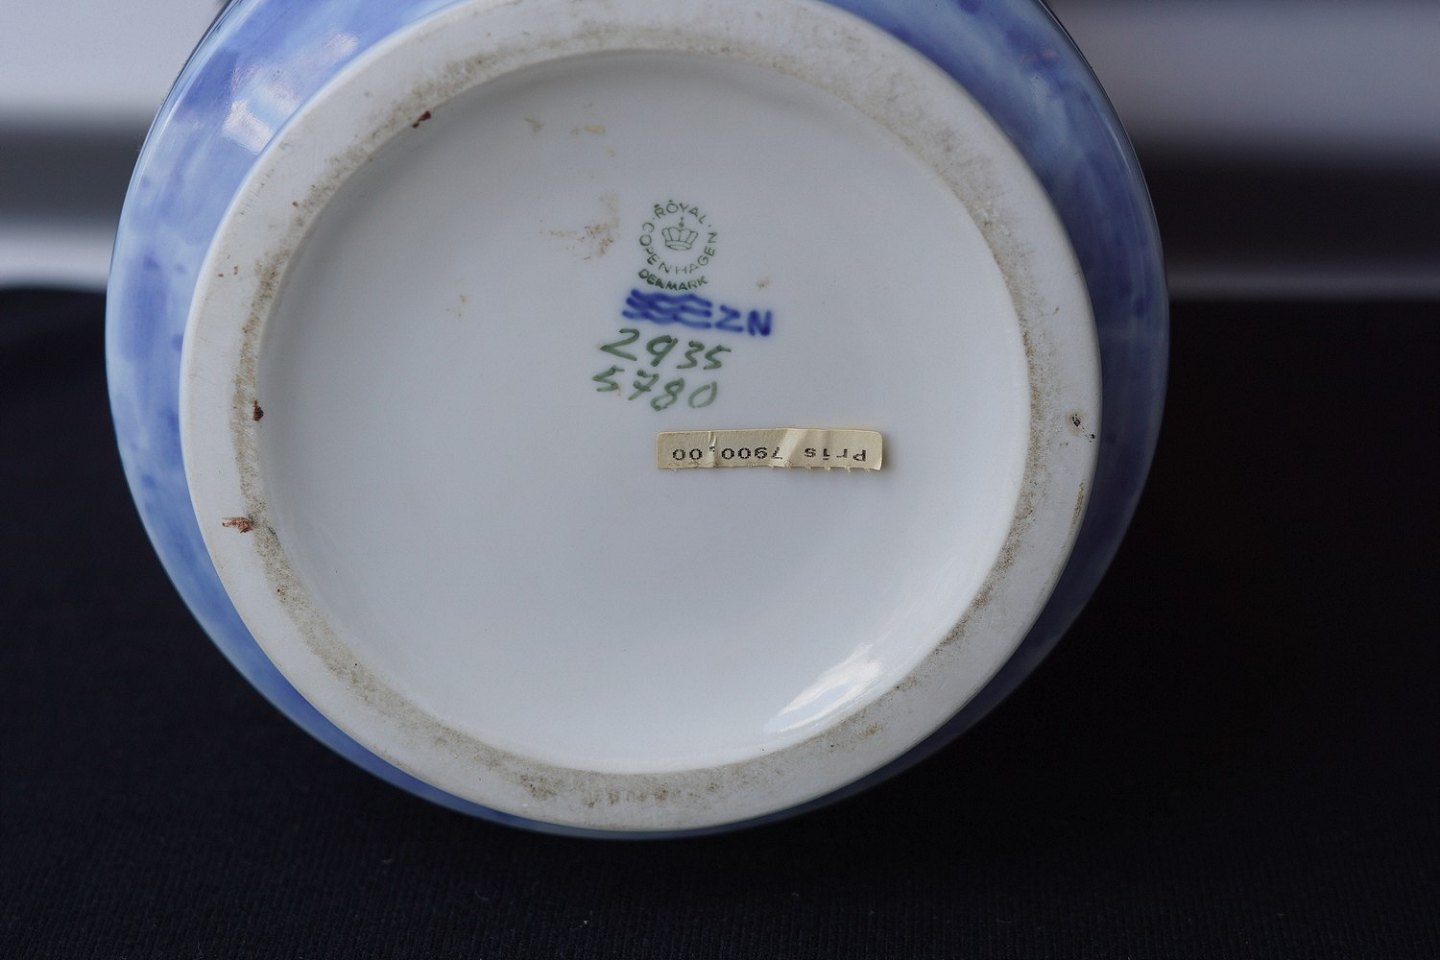 ROYAL
COPENHAGEN
DENMARK
ZN
2935
5780
Pris 7900,00